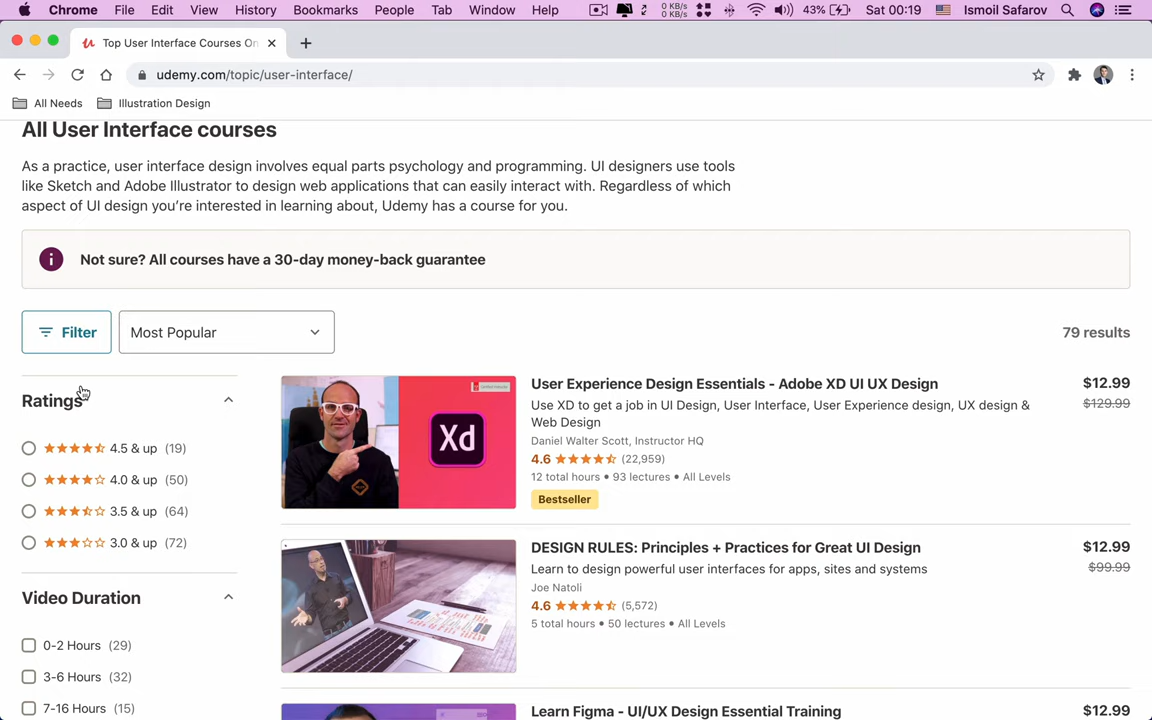 Chrome File Edit View History Bookmarks People Tab Window Help 0 KB/s 0 KB/s 43% Sat 00:19 Ismoil Safarov
Top User Interface Courses On
udemy.com/topic/user-interface/
All Needs Illustration Design
All User Interface courses
As a practice, user interface design involves equal parts psychology and programming. UI designers use tools
like Sketch and Adobe Illustrator to design web applications that can easily interact with. Regardless of which
aspect of UI design you’re interested in learning about, Udemy has a course for you.
Not sure? All courses have a 30-day money-back guarantee
Filter Most Popular 79 results
Ratings
4.5 & up (19)
4.0 & up (50)
3.5 & up (64)
3.0 & up (72)
Video Duration
0-2 Hours (29)
3-6 Hours (32)
7-16 Hours (15)
Xd
User Experience Design Essentials - Adobe XD UI UX Design $12.99
Use XD to get a job in UI Design, User Interface, User Experience design, UX design & $129.99
Web Design
Daniel Walter Scott, Instructor HQ
4.6 (22,959)
12 total hours • 93 lectures • All Levels
Bestseller
DESIGN RULES: Principles + Practices for Great UI Design $12.99
Learn to design powerful user interfaces for apps, sites and systems $99.99
Joe Natoli
4.6 (5,572)
5 total hours • 50 lectures • All Levels
Learn Figma - UI/UX Design Essential Training $12.99